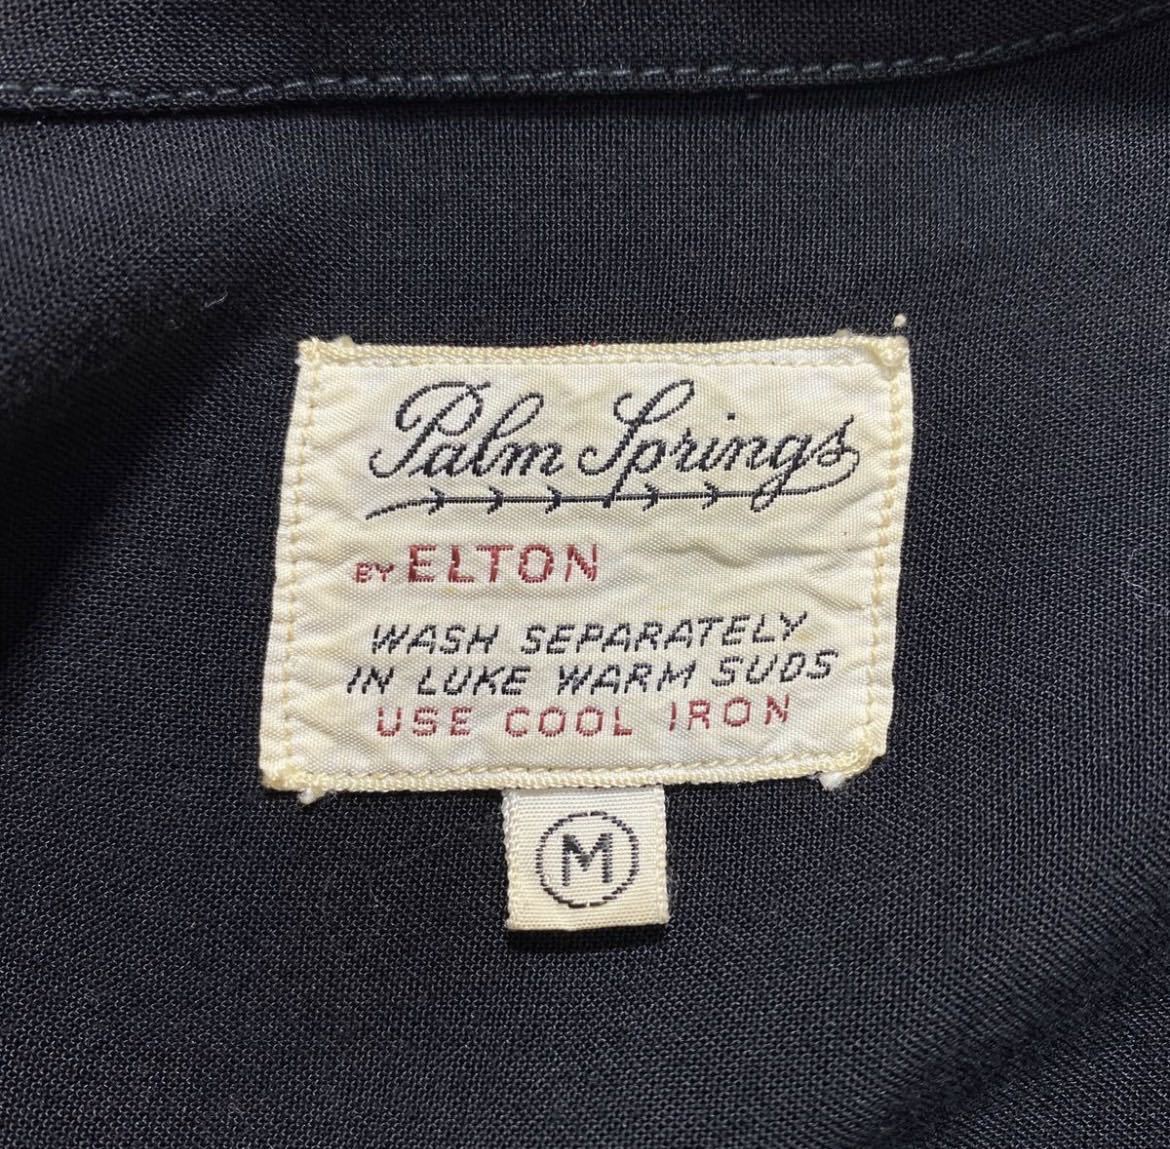 Palm Springs
BY ELTON
WASH SEPARATELY
IN LUKE WARM SUDS
USE COOL IRON
M